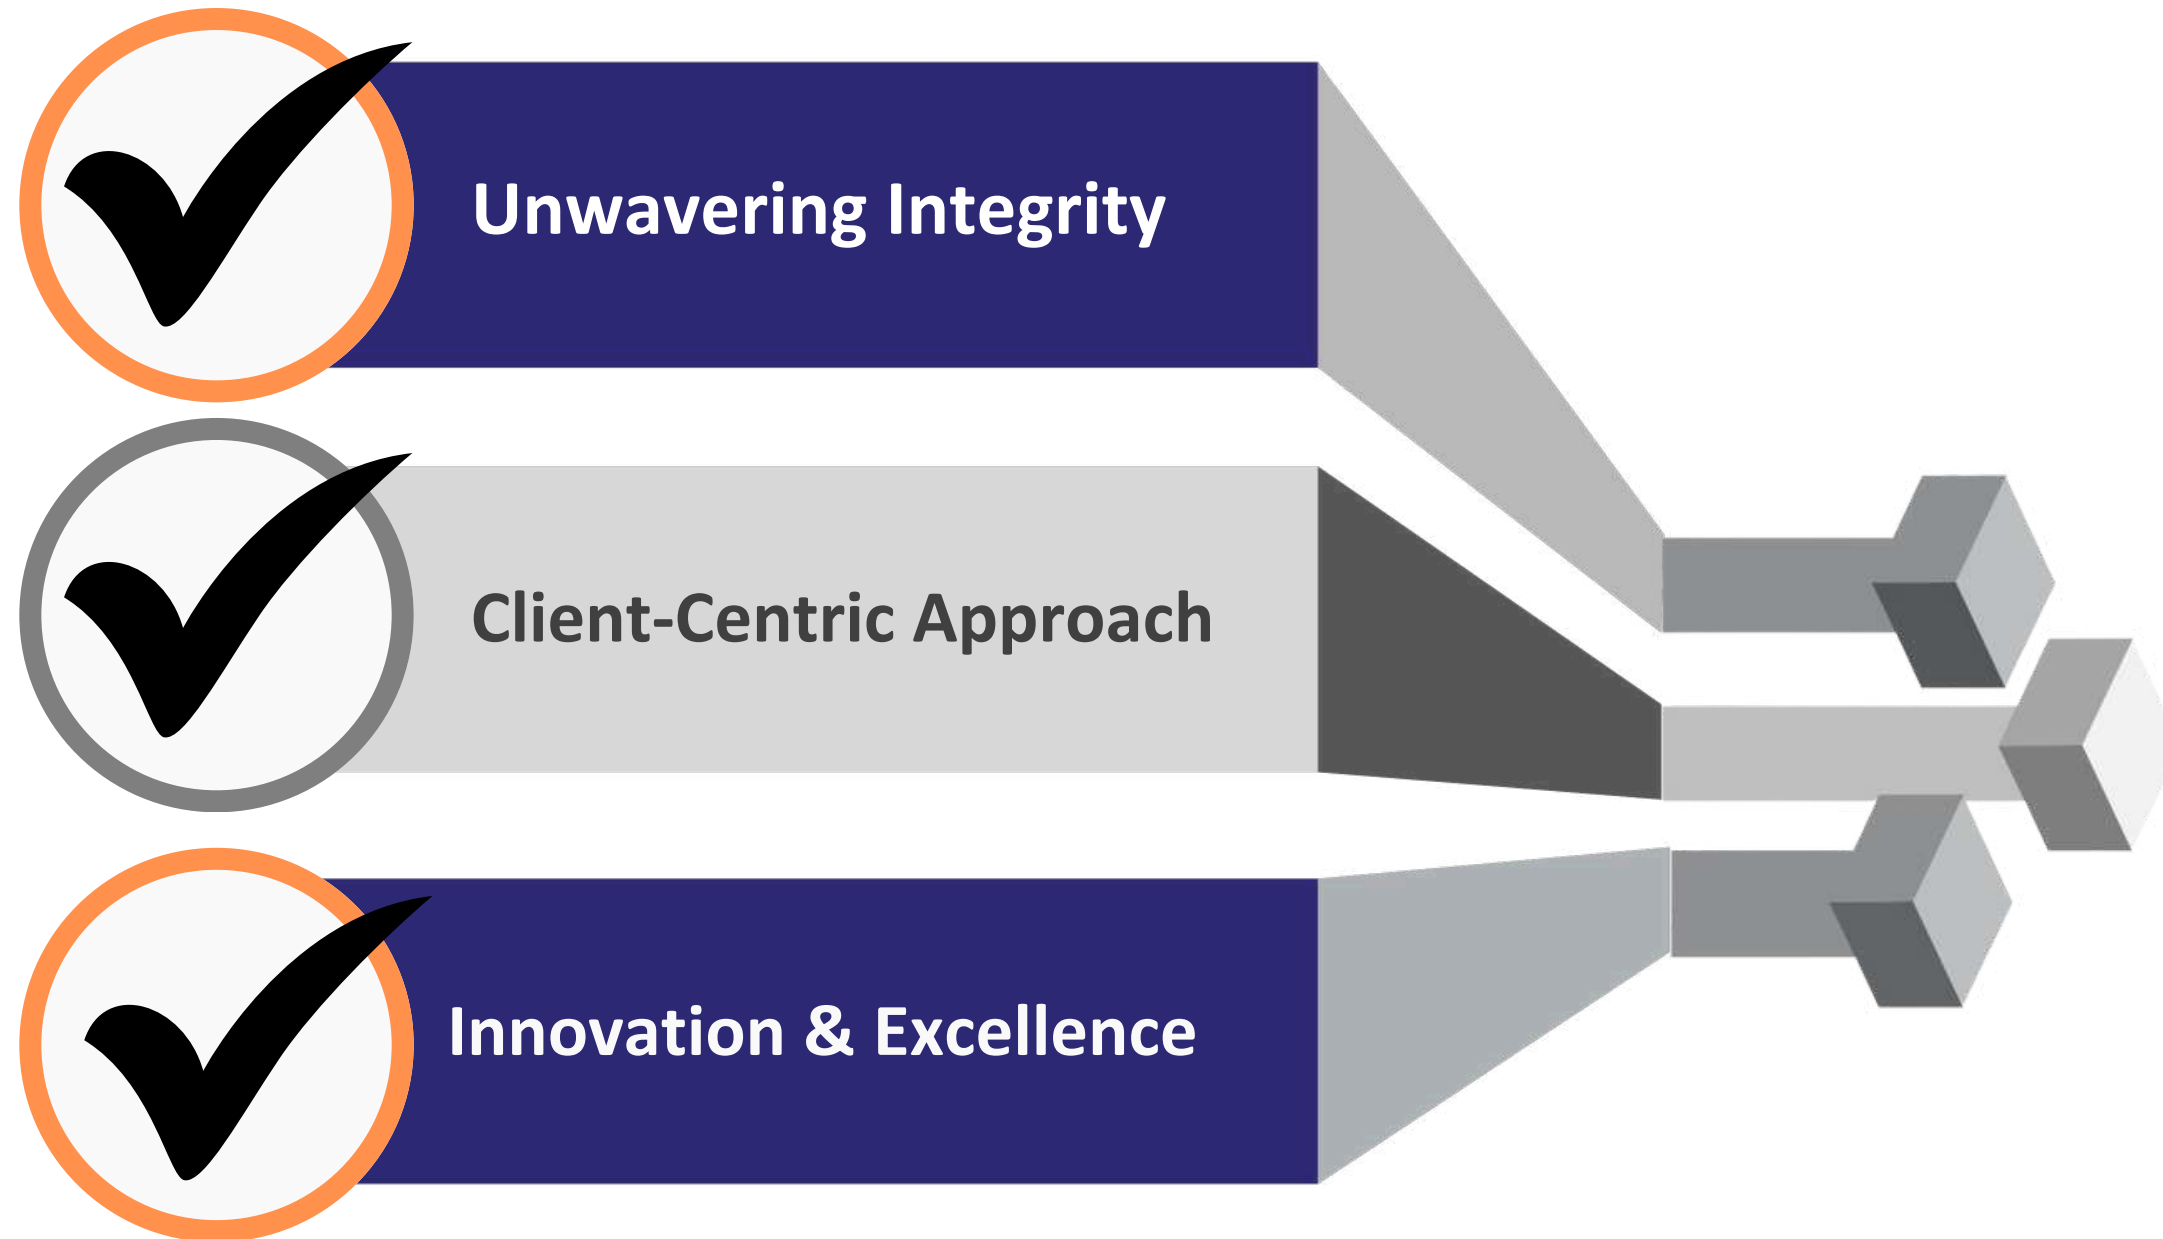 Unwavering Integrity
Client-Centric Approach
Innovation & Excellence